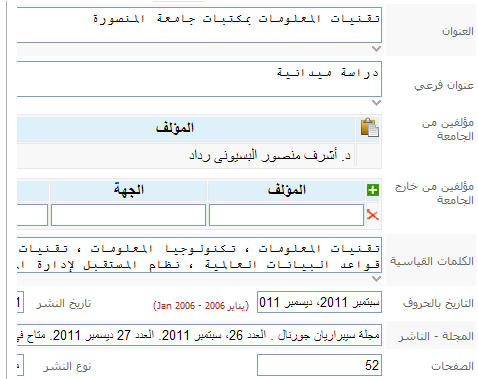 العنوان
تقنيات المعلومات بمكتبات جامعة المنصورة
عنوان فرعي
دراسة ميدانية
مؤلفين من الجامعة
المؤلف
د. أشرف منصور البسيونى رداد
مؤلفين من خارج الجامعة
المؤلف الجهة
الكلمات القياسية
تقنيات المعلومات ، تكنولوجيا المعلومات ، تقنيات
قواعد البيانات العالمية ، نظام المستقبل لإدارة
التاريخ بالحروف سبتمبر 2011، ديسمبر 011 (يناير 2006 - Jan 2006) تاريخ النشر 1
المجلة - الناشر مجلة سيبراريان جورنال . العدد 26، سبتمبر 2011. العدد 27 ديسمبر 2011. متاح في
الصفحات 52 نوع النشر